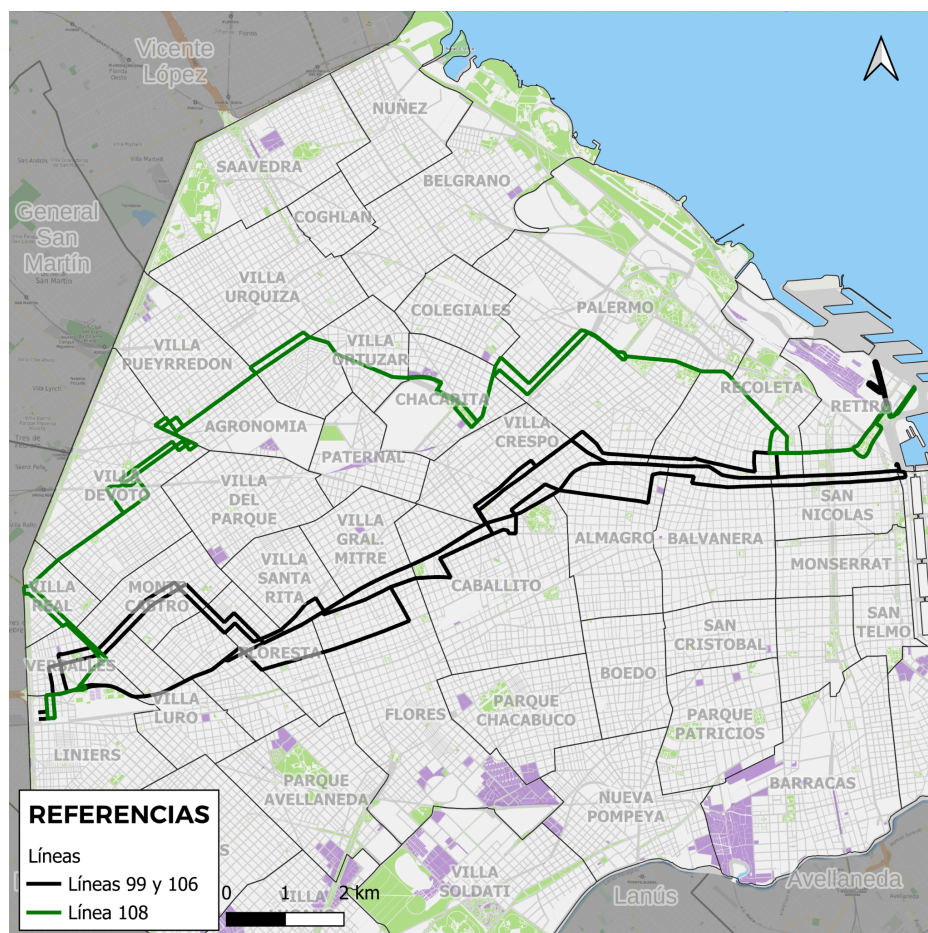 Vicente
López
NUÑEZ
SAAVEDRA
BELGRANO
General
San
Martín
COGHLAN
VILLA
URQUIZA
COLEGIALES
PALERMO
VILLA
PUEYRREDON
VILLA
ORTUZAR
RECOLETA
CHACARITA
RETIRO
AGRONOMIA
VILLA
CRESPO
PATERNAL
VILLA
DEVOTO
VILLA
DEL
PARQUE
SAN
NICOLAS
VILLA
GRAL.
MITRE
ALMAGRO
BALVANERA
VILLA
SANTA
RITA
MONSERRAT
VILLA
REAL
MONTE
CASTRO
CABALLITO
SAN
TELMO
SAN
CRISTOBAL
FLORESTA
VERSALLES
BOEDO
VILLA
LURO
FLORES
PARQUE
CHACABUCO
PARQUE
PATRICIOS
LINIERS
PARQUE
AVELLANEDA
BARRACAS
NUEVA
POMPEYA
VILLA
SOLDATI
Lanús
Avellaneda
REFERENCIAS
Líneas
Líneas 99 y 106
Línea 108
0 1 2 km